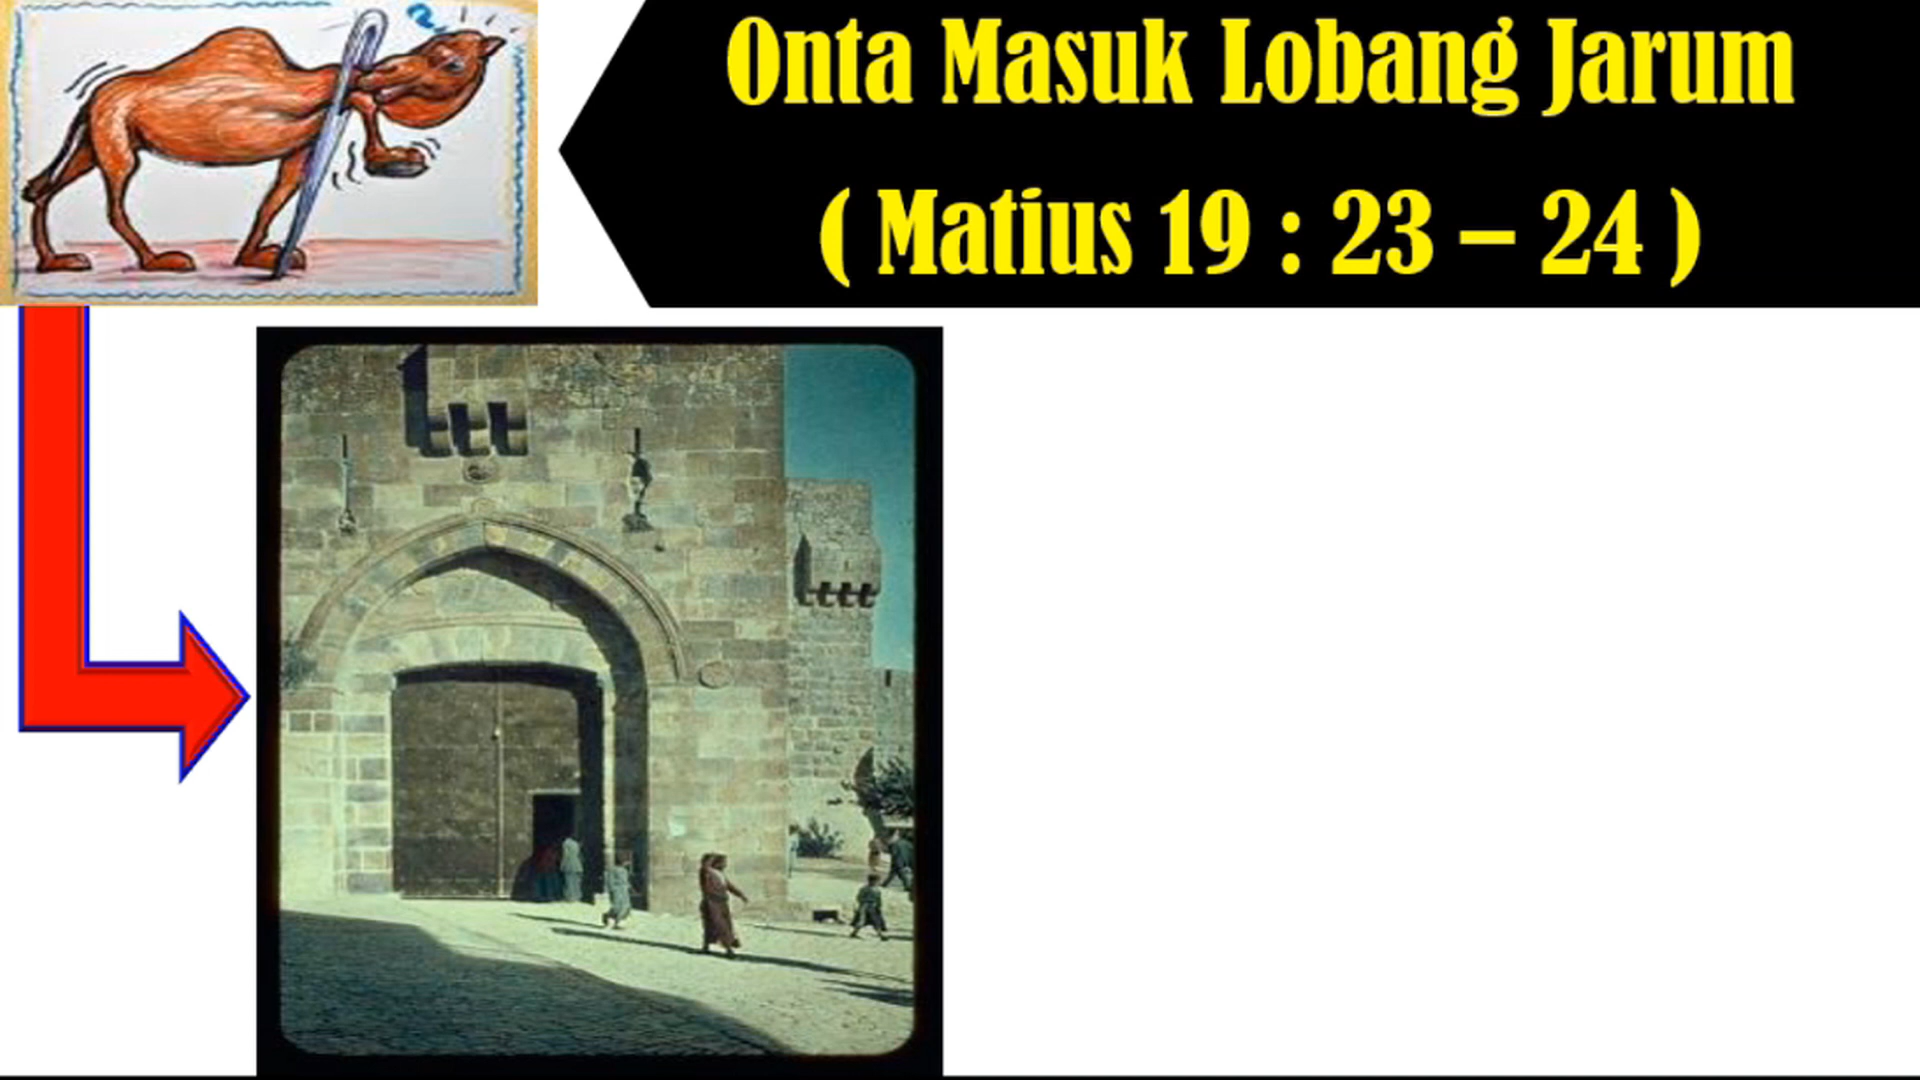 Onta Masuk Lobang Jarum
( Matius 19 : 23 – 24 )